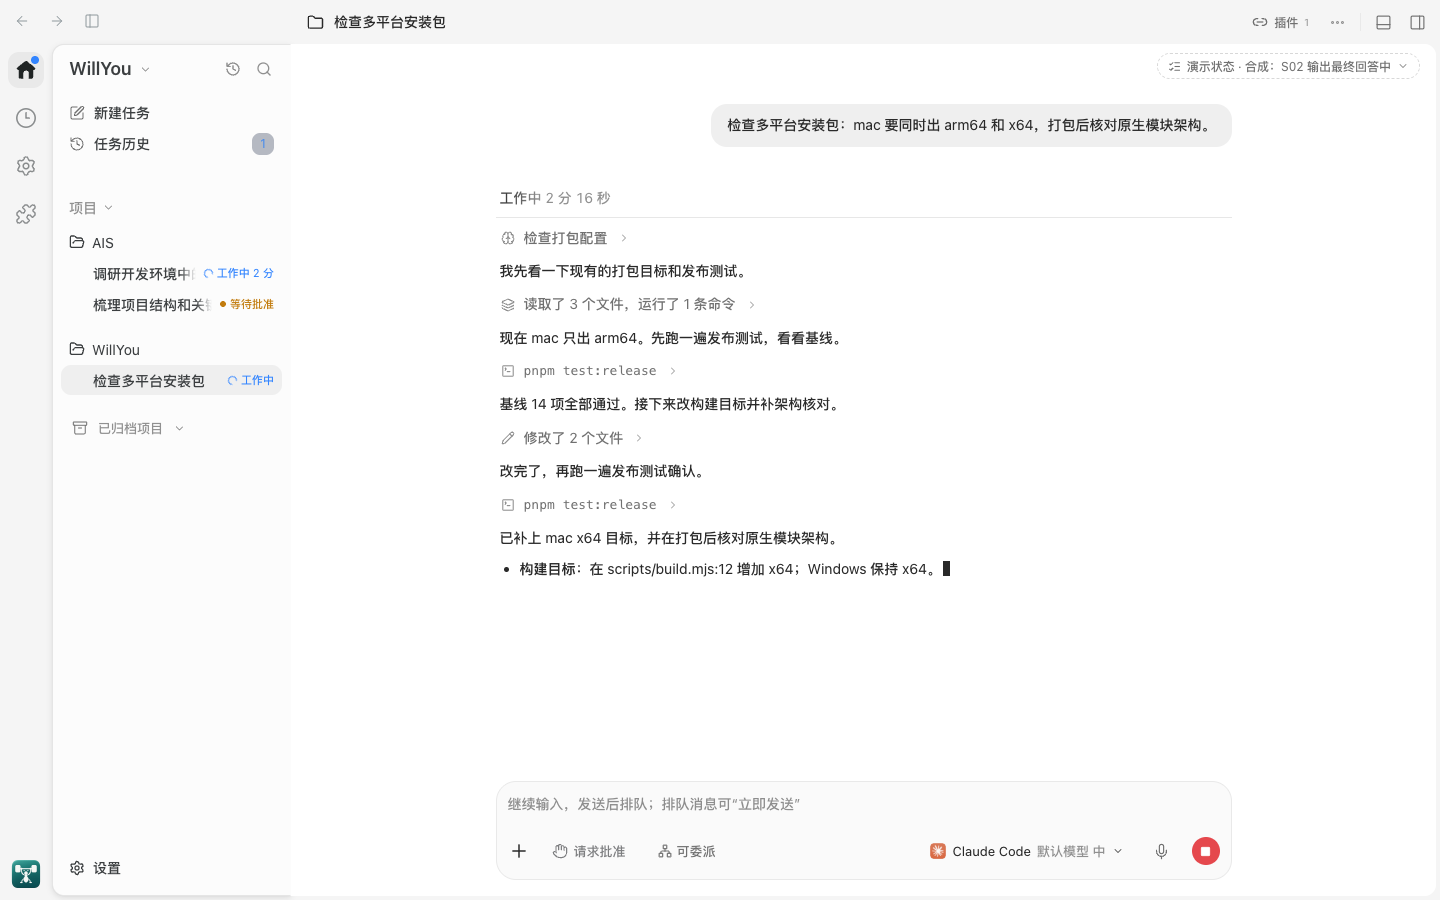 检查多平台安装包
插件 1
WillYou
演示状态 · 合成：S02 输出最终回答中
新建任务
检查多平台安装包：mac 要同时出 arm64 和 x64，打包后核对原生模块架构。
任务历史 1
工作中 2 分 16 秒
项目
检查打包配置
AIS
我先看一下现有的打包目标和发布测试。
调研开发环境中 工作中 2 分
读取了 3 个文件，运行了 1 条命令
梳理项目结构和关 等待批准
现在 mac 只出 arm64。先跑一遍发布测试，看看基线。
WillYou
pnpm test:release
检查多平台安装包 工作中
基线 14 项全部通过。接下来改构建目标并补架构核对。
已归档项目
修改了 2 个文件
改完了，再跑一遍发布测试确认。
pnpm test:release
已补上 mac x64 目标，并在打包后核对原生模块架构。
• 构建目标：在 scripts/build.mjs:12 增加 x64；Windows 保持 x64。
继续输入，发送后排队；排队消息可“立即发送”
请求批准 可委派 Claude Code 默认模型 中
设置